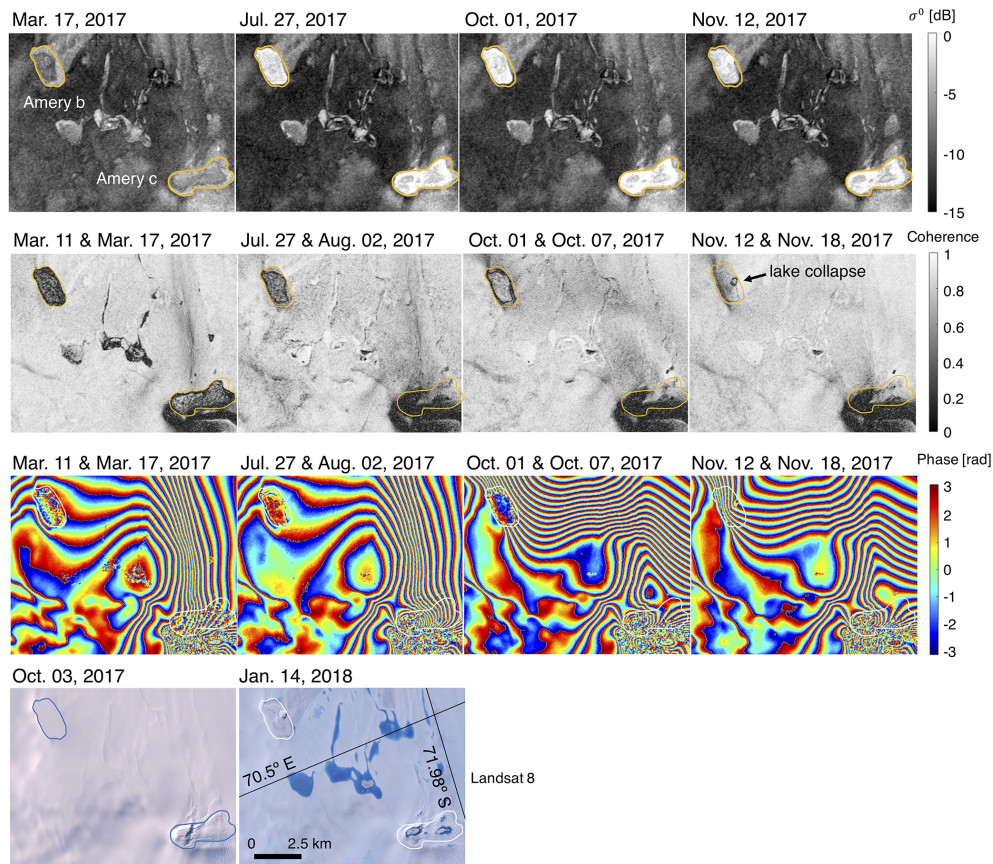 Mar. 17, 2017 Jul. 27, 2017 Oct. 01, 2017 Nov. 12, 2017 σ⁰ [dB]
0
-5
-10
-15
Amery b
Amery c
Mar. 11 & Mar. 17, 2017 Jul. 27 & Aug. 02, 2017 Oct. 01 & Oct. 07, 2017 Nov. 12 & Nov. 18, 2017 Coherence
lake collapse
1
0.8
0.6
0.4
0.2
0
Mar. 11 & Mar. 17, 2017 Jul. 27 & Aug. 02, 2017 Oct. 01 & Oct. 07, 2017 Nov. 12 & Nov. 18, 2017 Phase [rad]
3
2
1
0
-1
-2
-3
Oct. 03, 2017 Jan. 14, 2018
70.5º E
71.98º S
Landsat 8
0 2.5 km